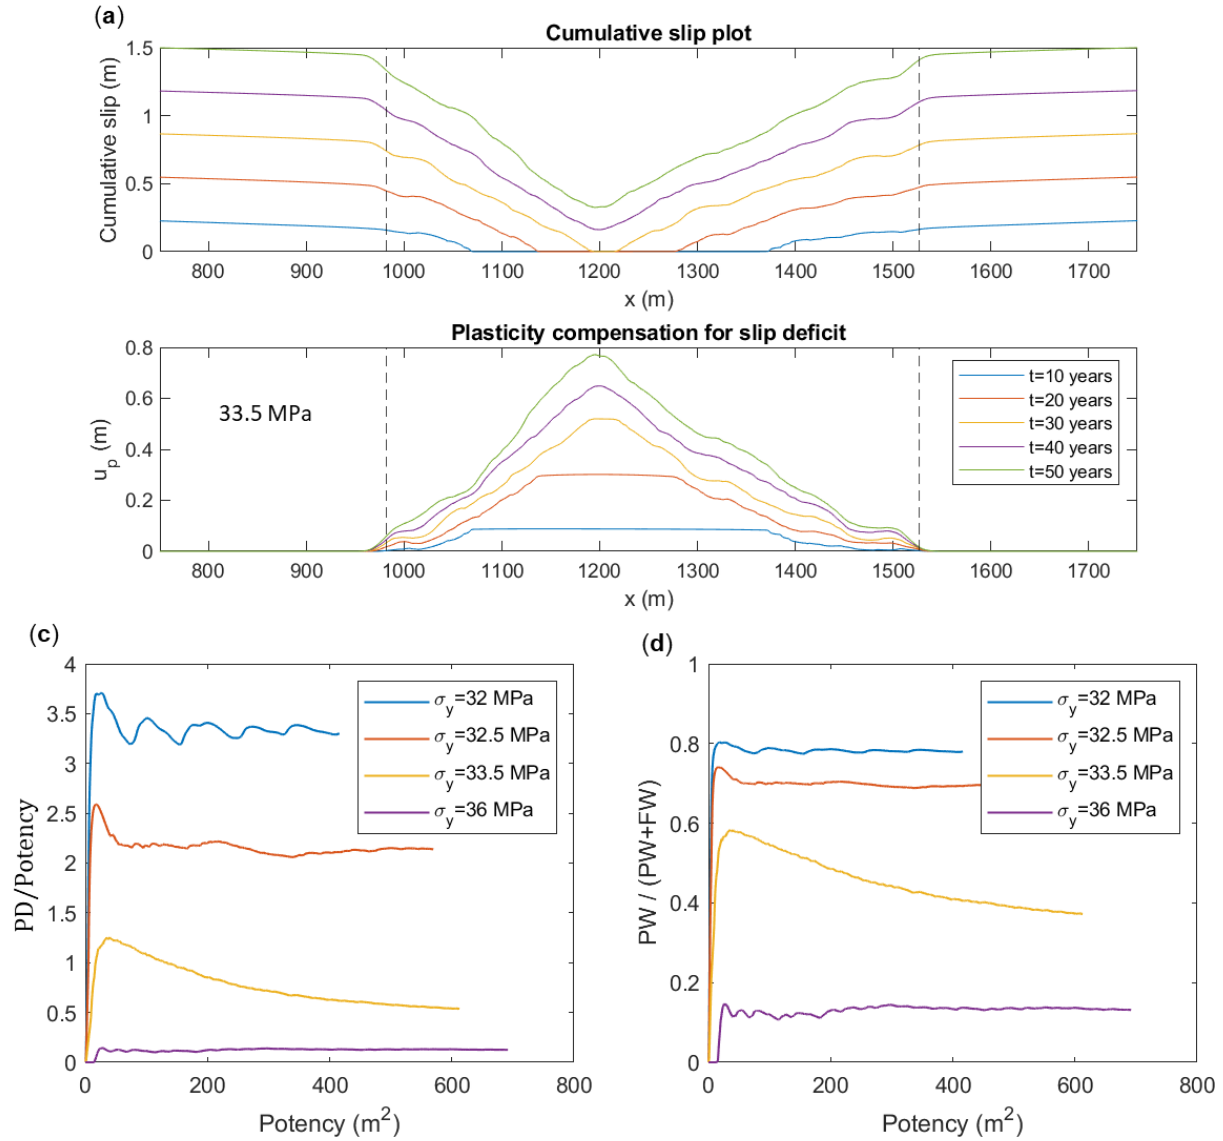 (a)
Cumulative slip plot
Cumulative slip (m)
1.5
1
0.5
0
800 900 1000 1100 1200 1300 1400 1500 1600 1700
x (m)
Plasticity compensation for slip deficit
u_p (m)
0.8
0.6
0.4
0.2
0
33.5 MPa
t=10 years
t=20 years
t=30 years
t=40 years
t=50 years
800 900 1000 1100 1200 1300 1400 1500 1600 1700
x (m)
(c)
PD/Potency
4
3.5
3
2.5
2
1.5
1
0.5
0
σ_y=32 MPa
σ_y=32.5 MPa
σ_y=33.5 MPa
σ_y=36 MPa
0 200 400 600 800
Potency (m²)
(d)
PW / (PW+FW)
1
0.8
0.6
0.4
0.2
0
σ_y=32 MPa
σ_y=32.5 MPa
σ_y=33.5 MPa
σ_y=36 MPa
0 200 400 600 800
Potency (m²)